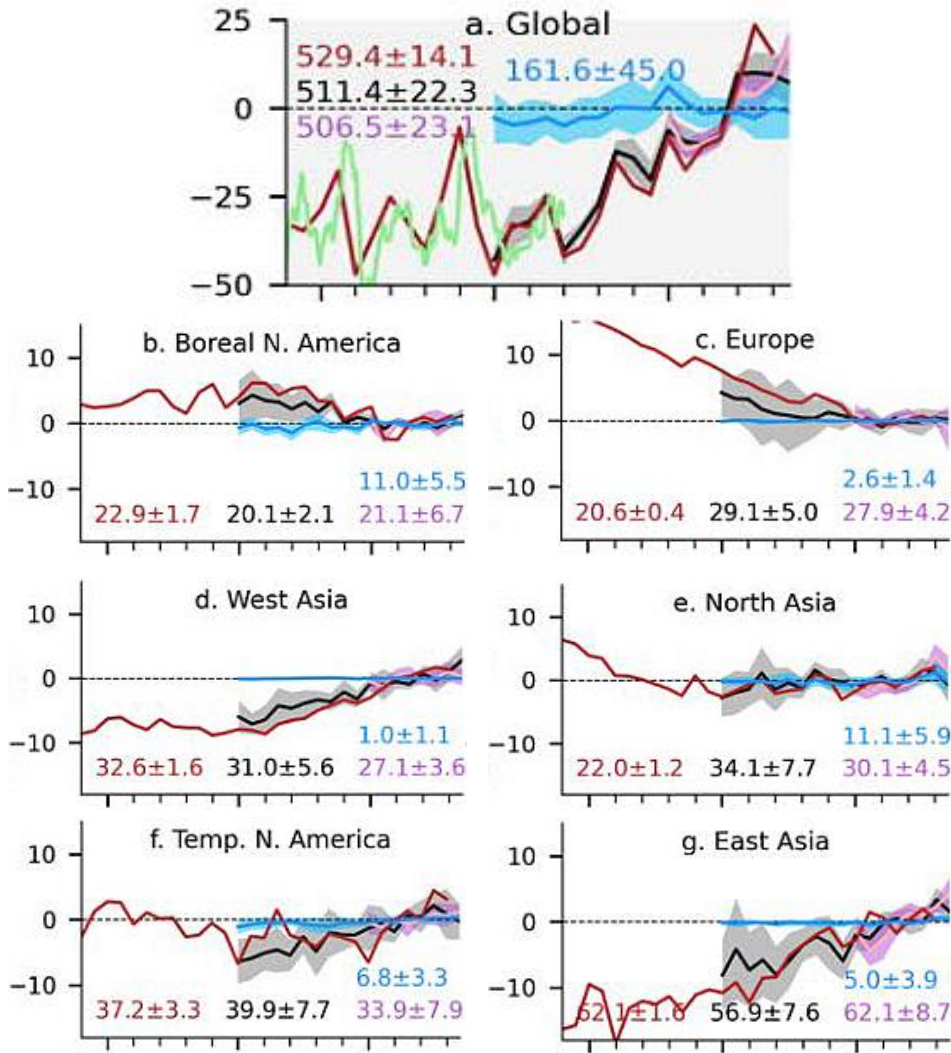 a. Global
25
0
−25
−50
529.4±14.1
161.6±45.0
511.4±22.3
506.5±23.1
b. Boreal N. America
10
0
−10
11.0±5.5
22.9±1.7 20.1±2.1 21.1±6.7
c. Europe
10
0
−10
2.6±1.4
20.6±0.4 29.1±5.0 27.9±4.2
d. West Asia
10
0
−10
1.0±1.1
32.6±1.6 31.0±5.6 27.1±3.6
e. North Asia
10
0
−10
11.1±5.9
22.0±1.2 34.1±7.7 30.1±4.5
f. Temp. N. America
10
0
−10
6.8±3.3
37.2±3.3 39.9±7.7 33.9±7.9
g. East Asia
10
0
−10
5.0±3.9
62.1±1.6 56.9±7.6 62.1±8.7